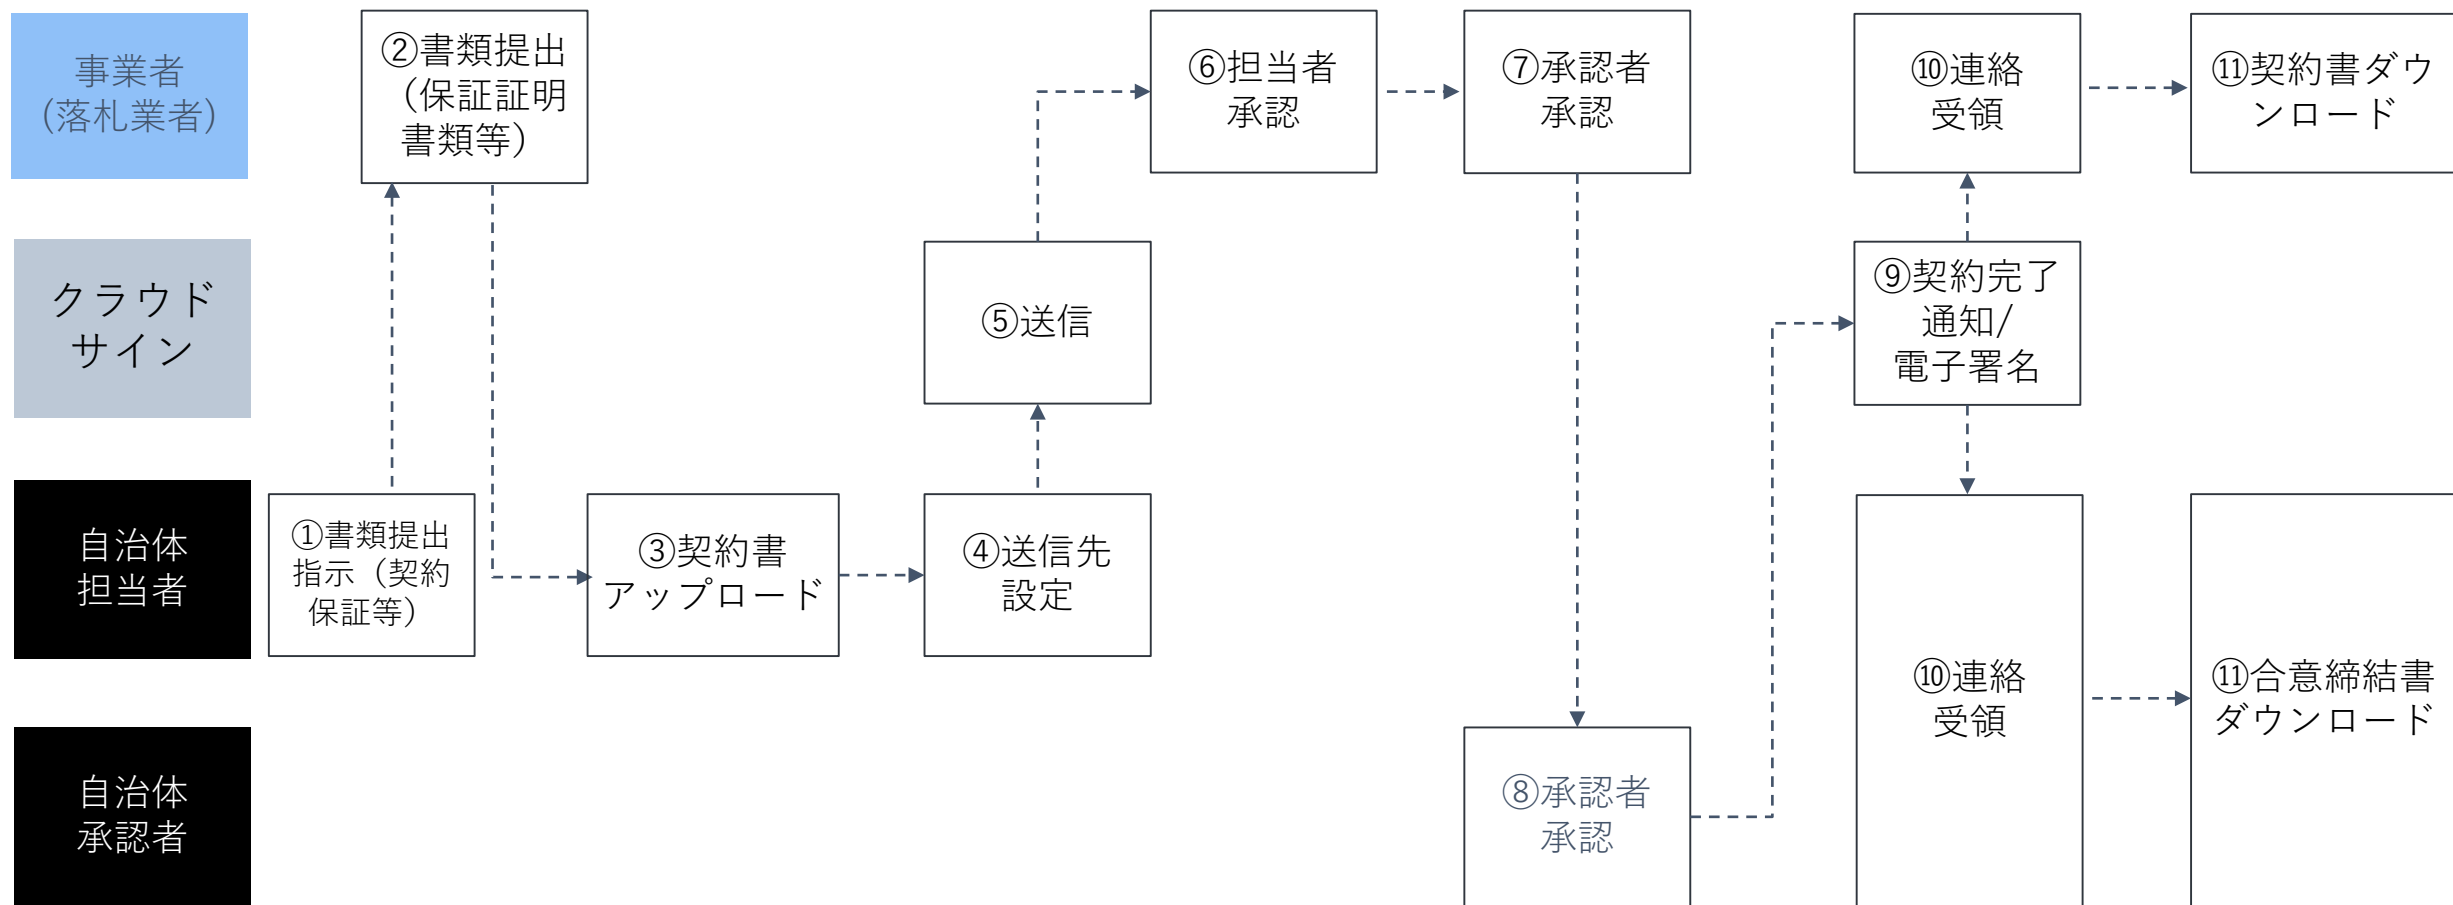 事業者
(落札業者)
②書類提出
（保証証明
書類等）
⑥担当者
承認
⑦承認者
承認
⑩連絡
受領
⑪契約書ダウ
ンロード
クラウド
サイン
⑤送信
⑨契約完了
通知/
電子署名
自治体
担当者
①書類提出
指示（契約
保証等）
③契約書
アップロード
④送信先
設定
⑩連絡
受領
⑪合意締結書
ダウンロード
自治体
承認者
⑧承認者
承認